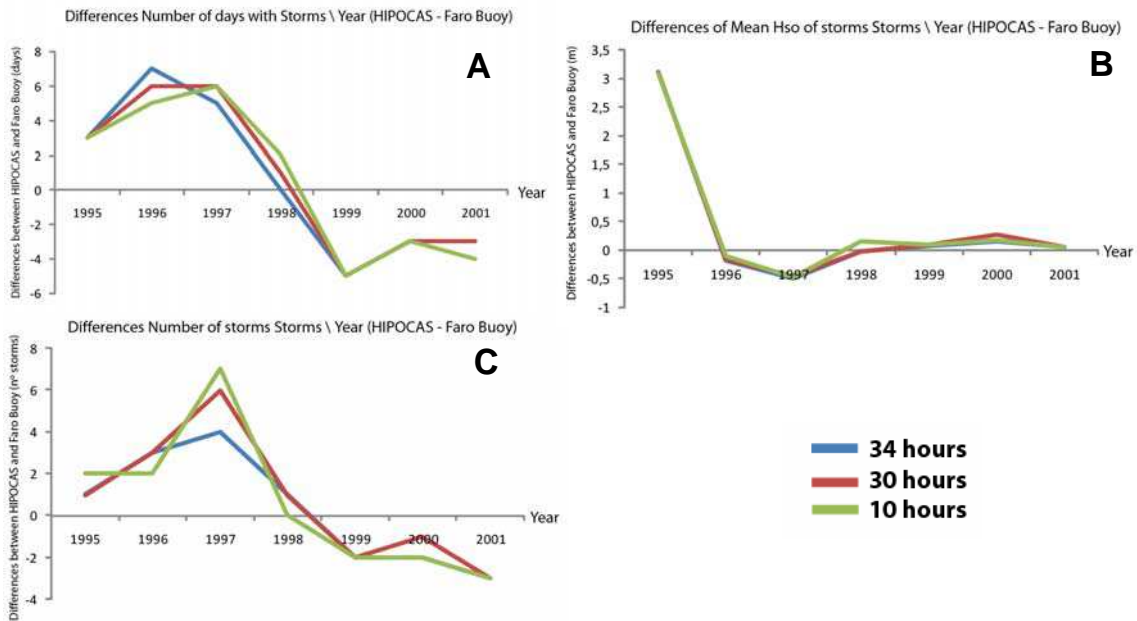 Differences Number of days with Storms \ Year (HIPOCAS - Faro Buoy)
A
Differences between HIPOCAS and Faro Buoy (days)
8
6
4
2
0
-2
-4
-6
1995 1996 1997 1998 1999 2000 2001
Year
Differences of Mean Hso of storms Storms \ Year (HIPOCAS - Faro Buoy)
B
Differences between HIPOCAS and Faro Buoy (m)
3,5
3
2,5
2
1,5
1
0,5
0
-0,5
-1
1995 1996 1997 1998 1999 2000 2001
Year
Differences Number of storms Storms \ Year (HIPOCAS - Faro Buoy)
C
Differences between HIPOCAS and Faro Buoy (nº storms)
8
6
4
2
0
-2
-4
1995 1996 1997 1998 1999 2000 2001
Year
34 hours
30 hours
10 hours